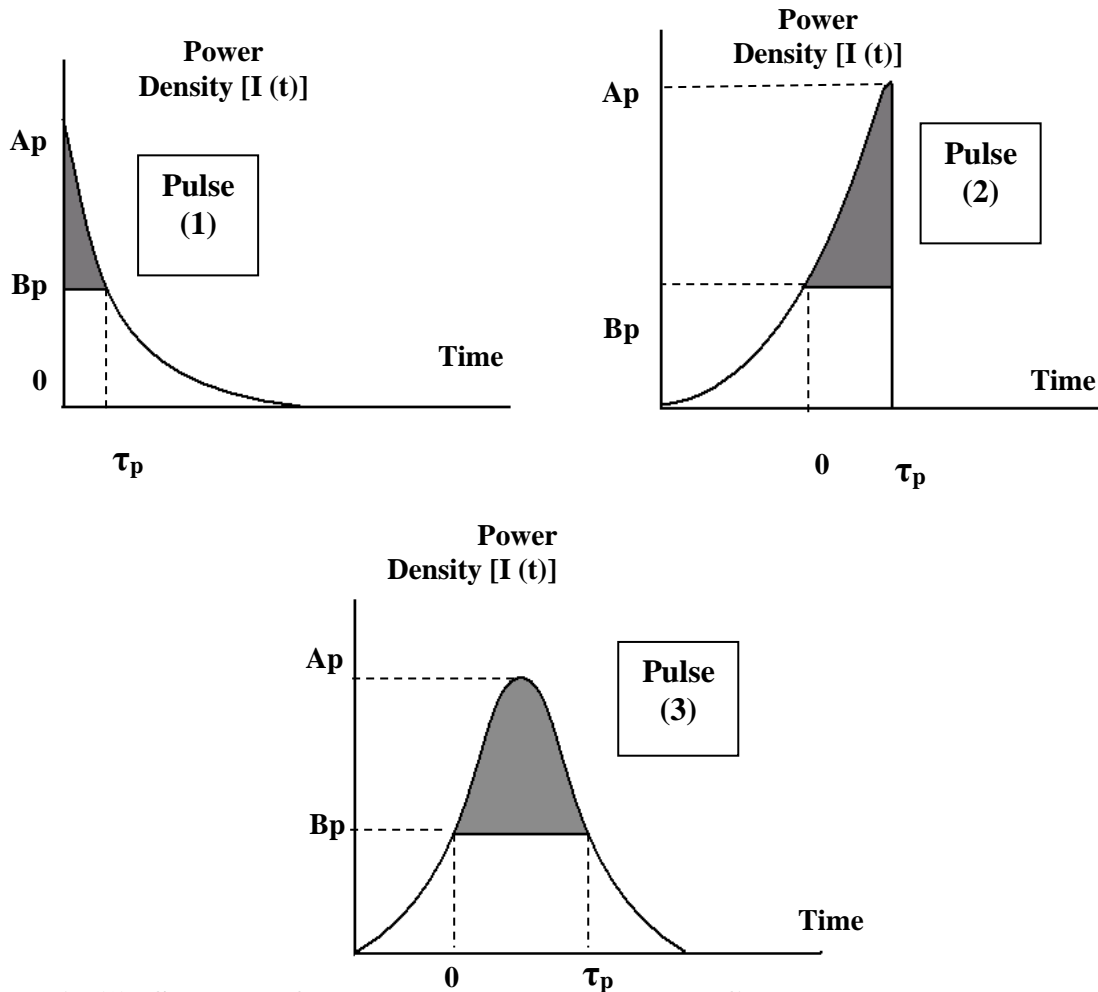 Power
Density [I (t)]
Ap
Pulse
(1)
Bp
Time
0
τp
Power
Density [I (t)]
Ap
Pulse
(2)
Bp
Time
0
τp
Power
Density [I (t)]
Ap
Pulse
(3)
Bp
Time
0
τp